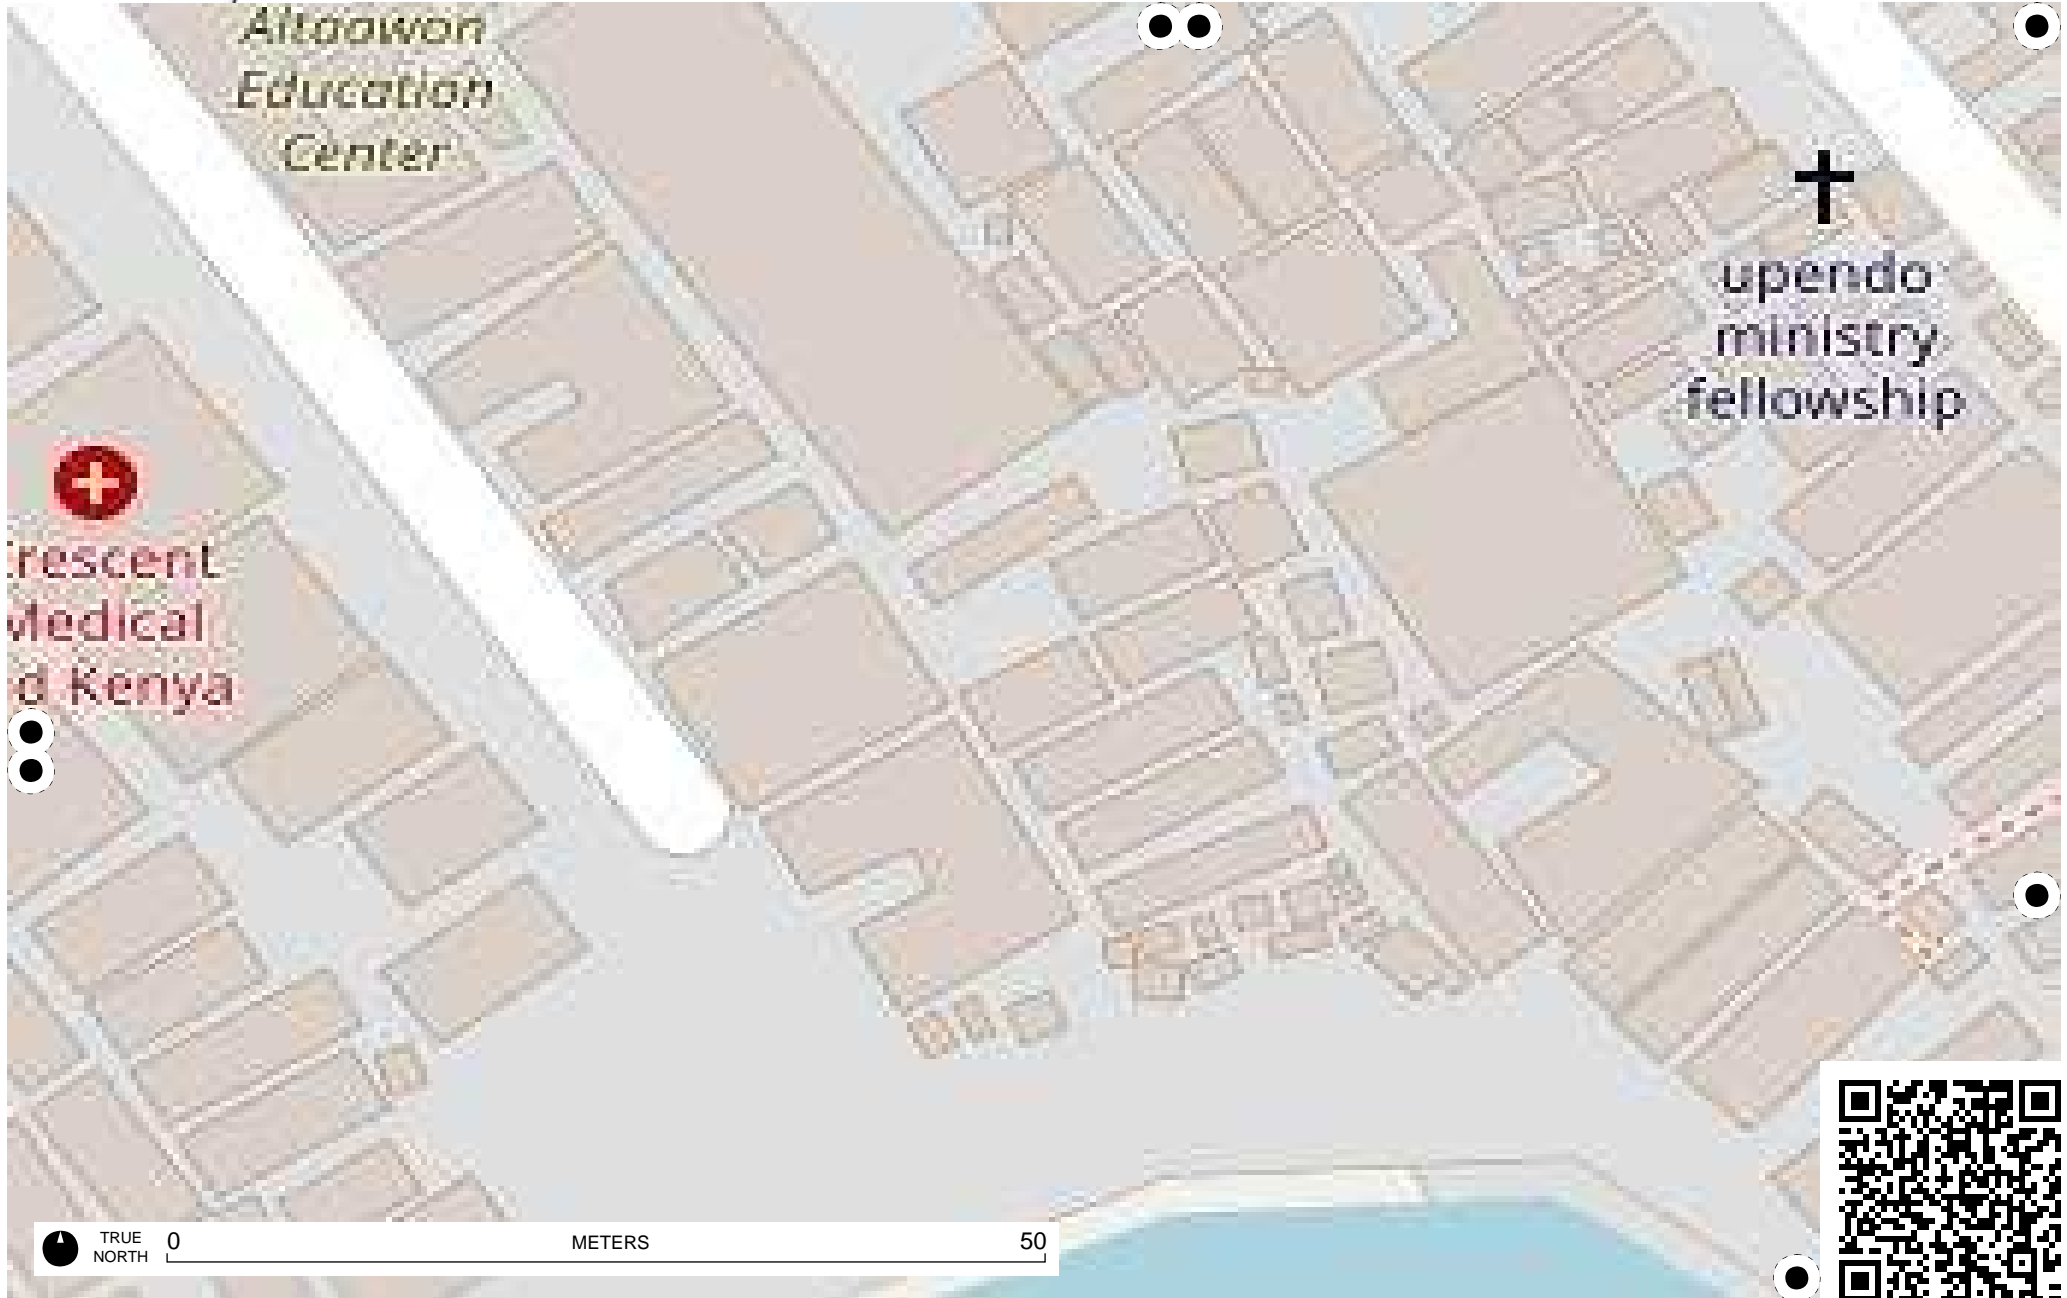 Altaawon
Education
Center
upendo
ministry
fellowship
rescent
Medical
d Kenya
TRUE
NORTH
0
METERS
50